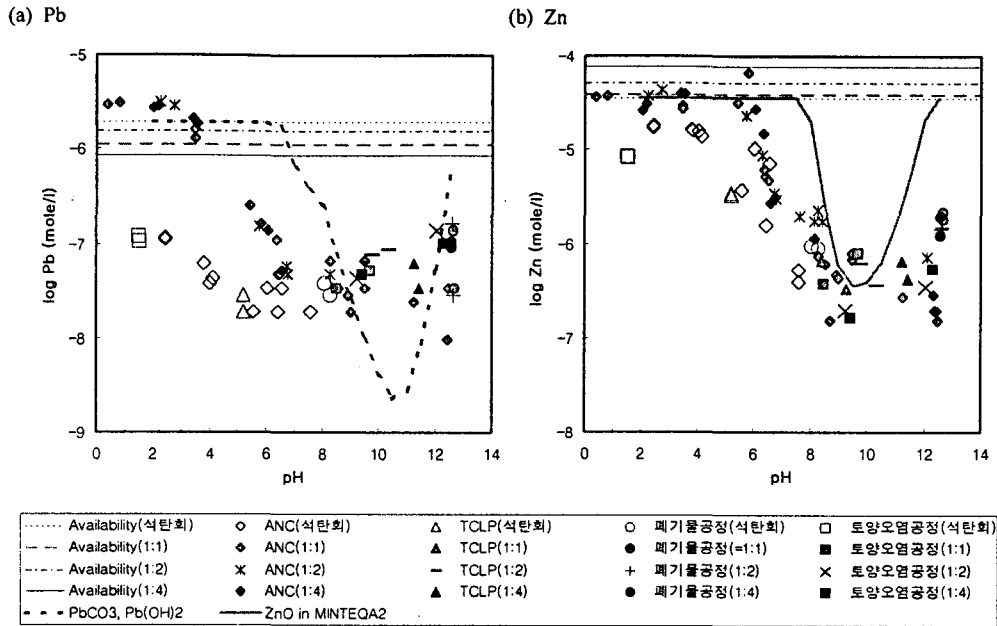 (a) Pb
(b) Zn
log Pb (mole/l)
-5
-6
-7
-8
-9
0 2 4 6 8 10 12 14
pH
log Zn (mole/l)
-4
-5
-6
-7
-8
0 2 4 6 8 10 12 14
pH
Availability(석탄회) ANC(석탄회) TCLP(석탄회) 폐기물공정(석탄회) 토양오염공정(석탄회)
Availability(1:1) ANC(1:1) TCLP(1:1) 폐기물공정(=1:1) 토양오염공정(1:1)
Availability(1:2) ANC(1:2) TCLP(1:2) 폐기물공정(1:2) 토양오염공정(1:2)
Availability(1:4) ANC(1:4) TCLP(1:4) 폐기물공정(1:4) 토양오염공정(1:4)
PbCO3, Pb(OH)2 ZnO in MINTEQA2